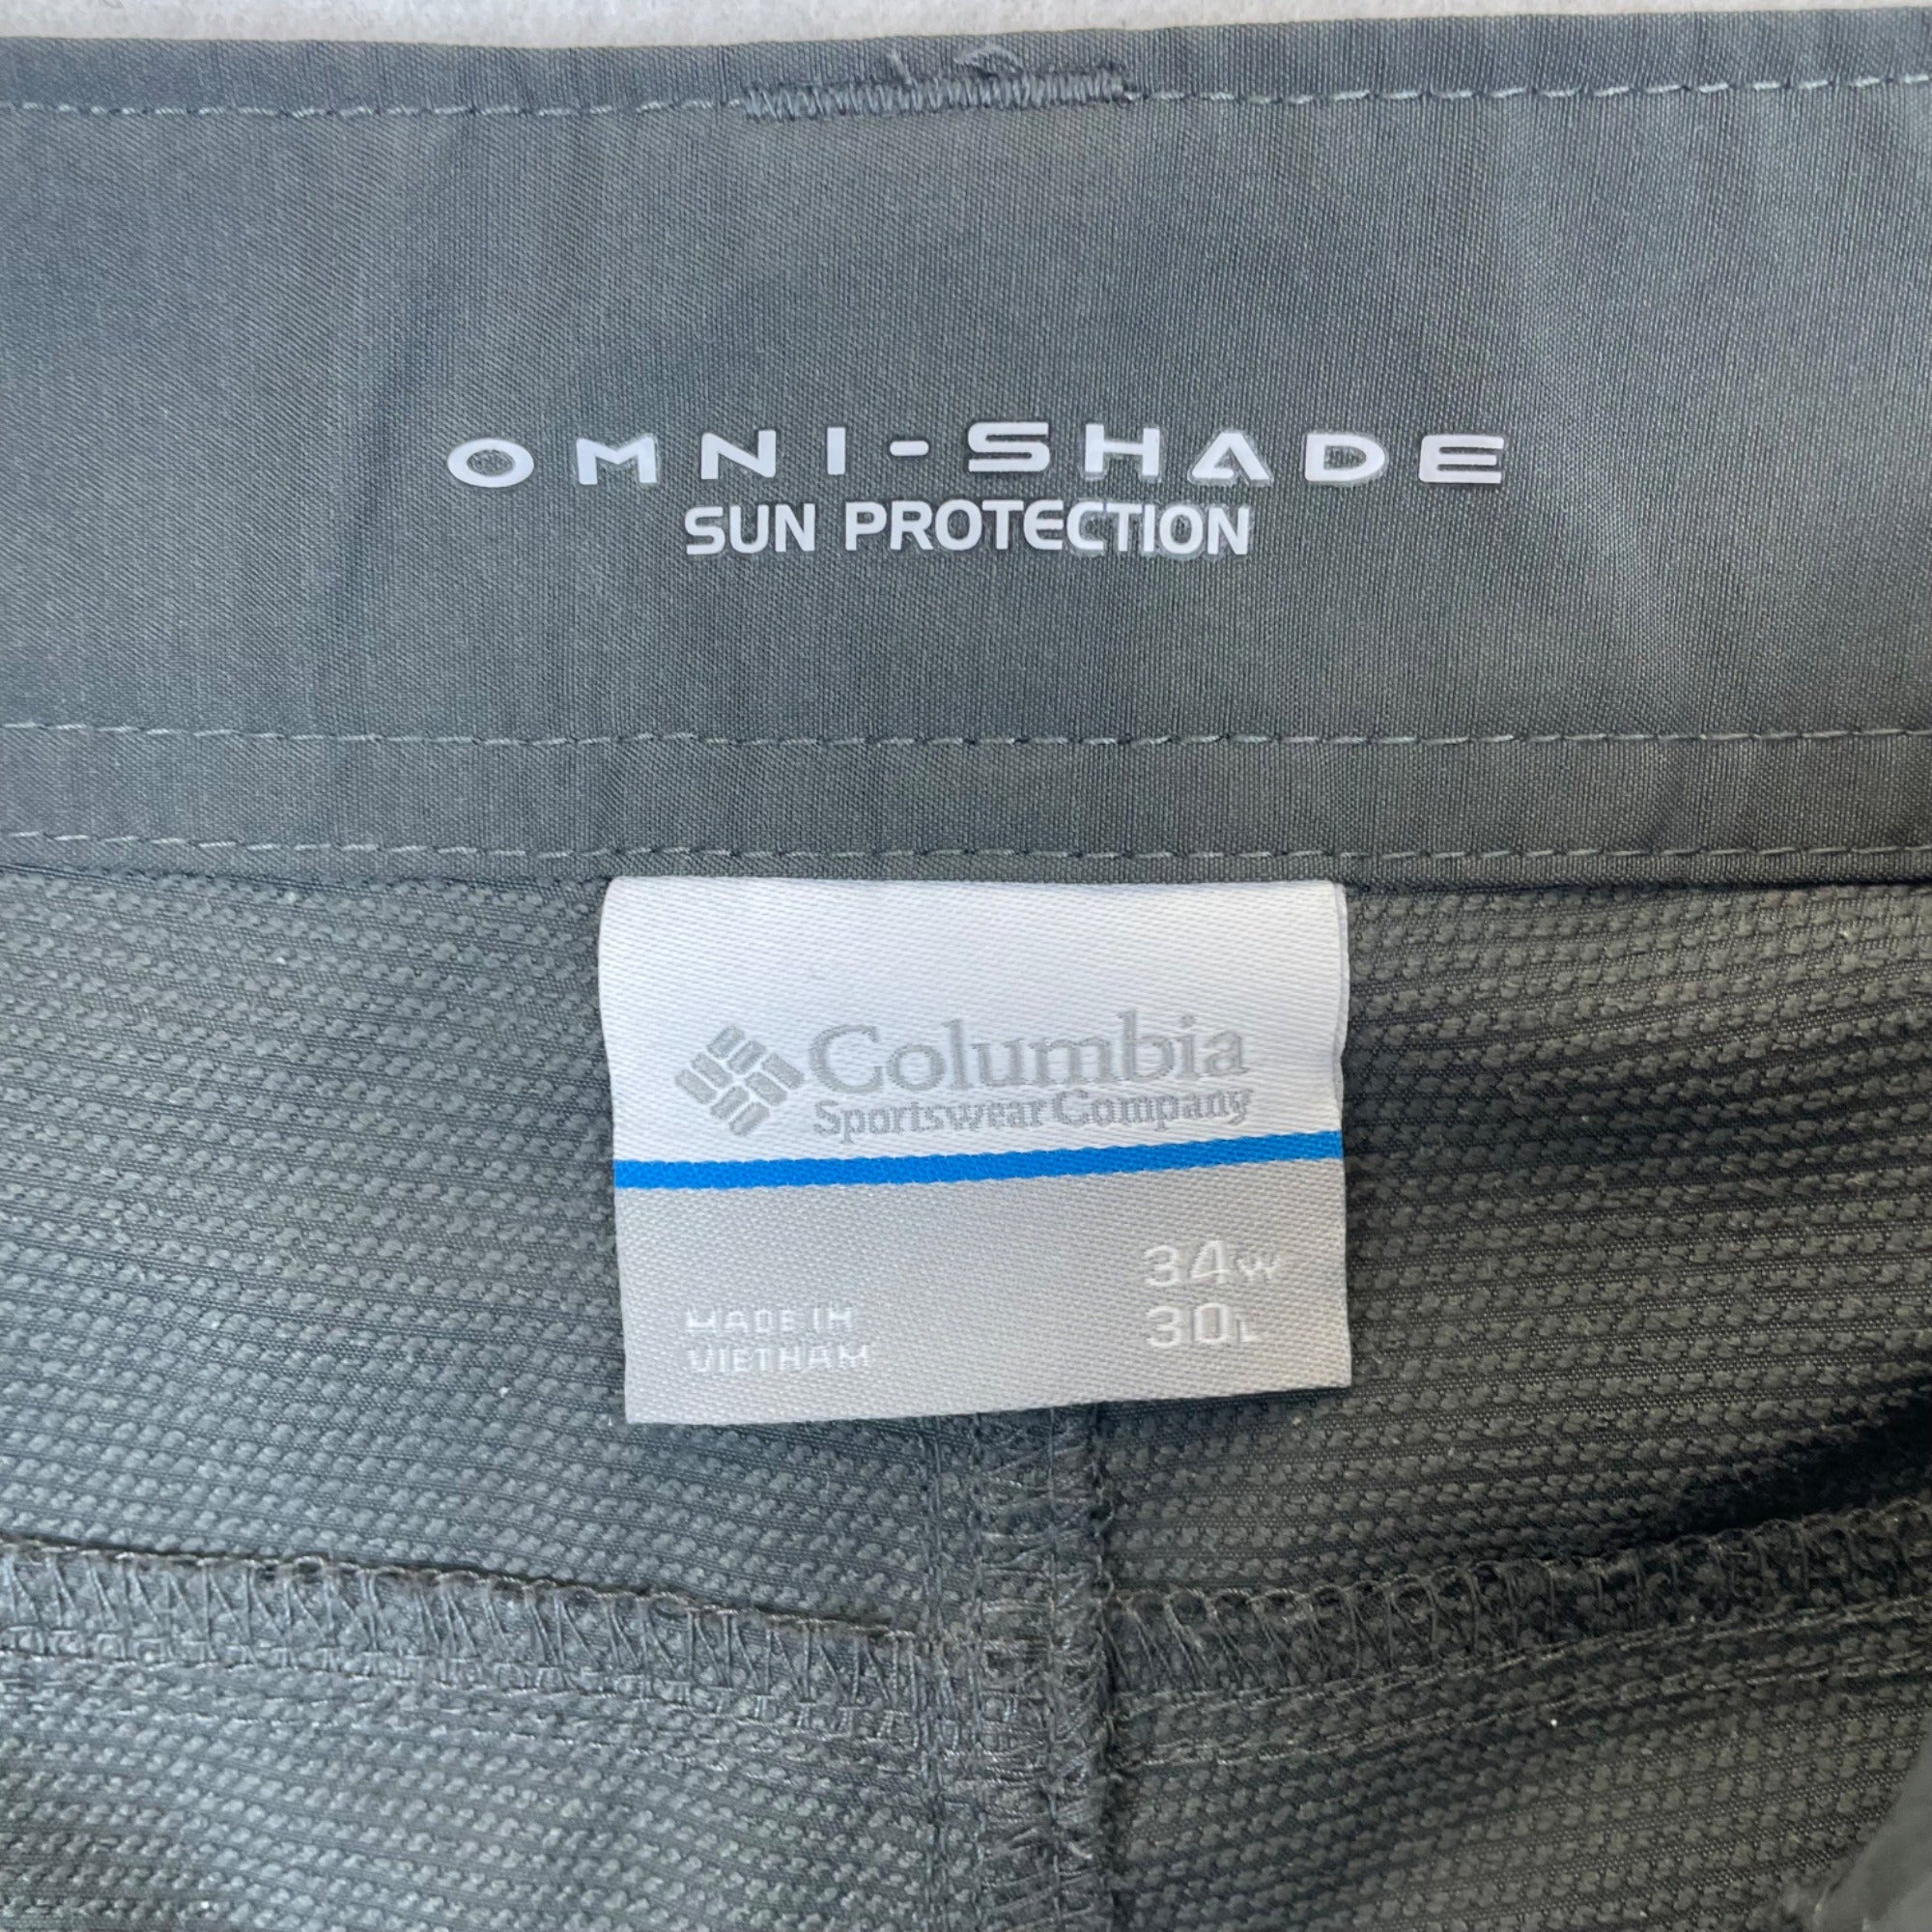 OMNI-SHADE
SUN PROTECTION
Columbia
Sportswear Company
34W
30L
MADE IN
VIETNAM